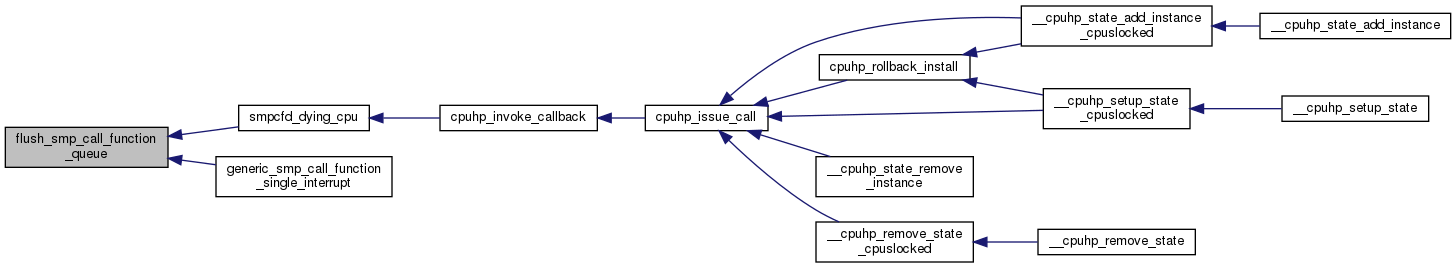 flush_smp_call_function
_queue
smpcfd_dying_cpu
generic_smp_call_function
_single_interrupt
cpuhp_invoke_callback
cpuhp_issue_call
__cpuhp_state_add_instance
_cpuslocked
__cpuhp_state_add_instance
cpuhp_rollback_install
__cpuhp_setup_state
_cpuslocked
__cpuhp_setup_state
__cpuhp_state_remove
_instance
__cpuhp_remove_state
_cpuslocked
__cpuhp_remove_state